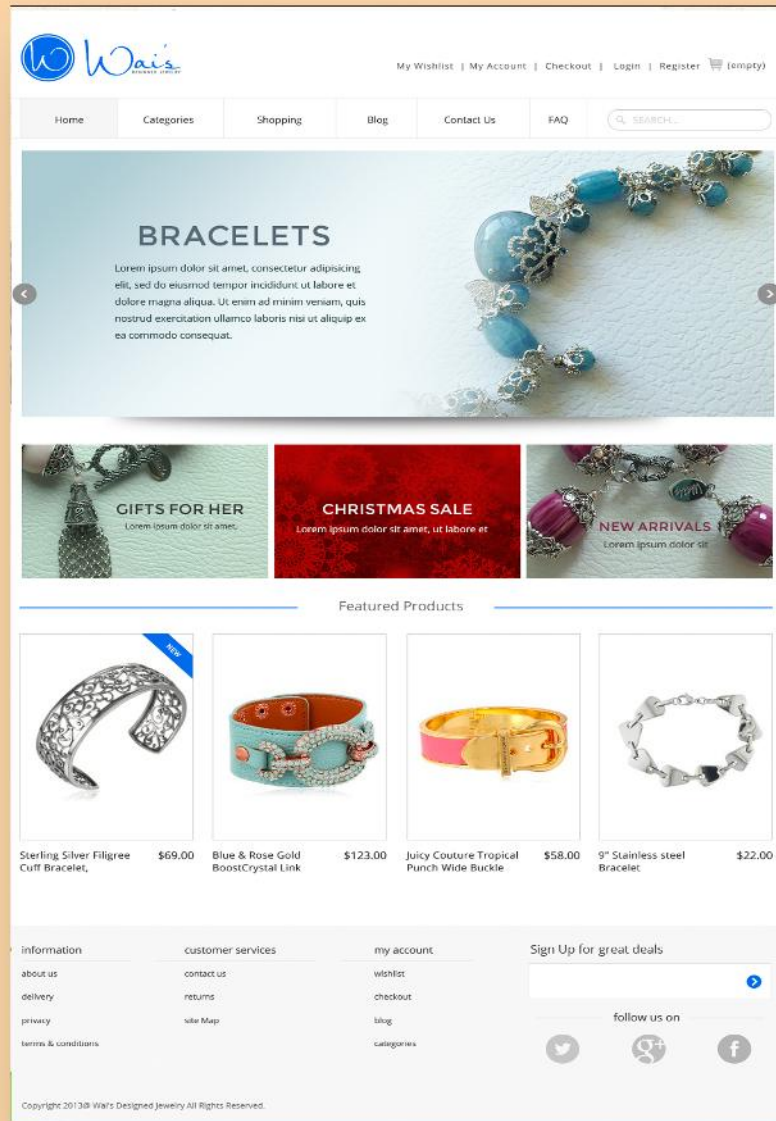 Wai's
DESIGNED JEWELRY
My Wishlist | My Account | Checkout | Login | Register (empty)
Home Categories Shopping Blog Contact Us FAQ SEARCH...
BRACELETS
Lorem ipsum dolor sit amet, consectetur adipisicing
elit, sed do eiusmod tempor incididunt ut labore et
dolore magna aliqua. Ut enim ad minim veniam, quis
nostrud exercitation ullamco laboris nisi ut aliquip ex
ea commodo consequat.
GIFTS FOR HER
Lorem ipsum dolor sit amet,
CHRISTMAS SALE
Lorem ipsum dolor sit amet, ut labore et
NEW ARRIVALS
Lorem ipsum dolor sit
Featured Products
NEW
Sterling Silver Filigree $69.00
Cuff Bracelet,
Blue & Rose Gold $123.00
BoostCrystal Link
Juicy Couture Tropical $58.00
Punch Wide Buckle
9" Stainless steel $22.00
Bracelet
information
about us
delivery
privacy
terms & conditions
customer services
contact us
returns
site Map
my account
wishlist
checkout
blog
categories
Sign Up for great deals
follow us on
g+
f
Copyright 2013@ Wai's Designed Jewelry All Rights Reserved.